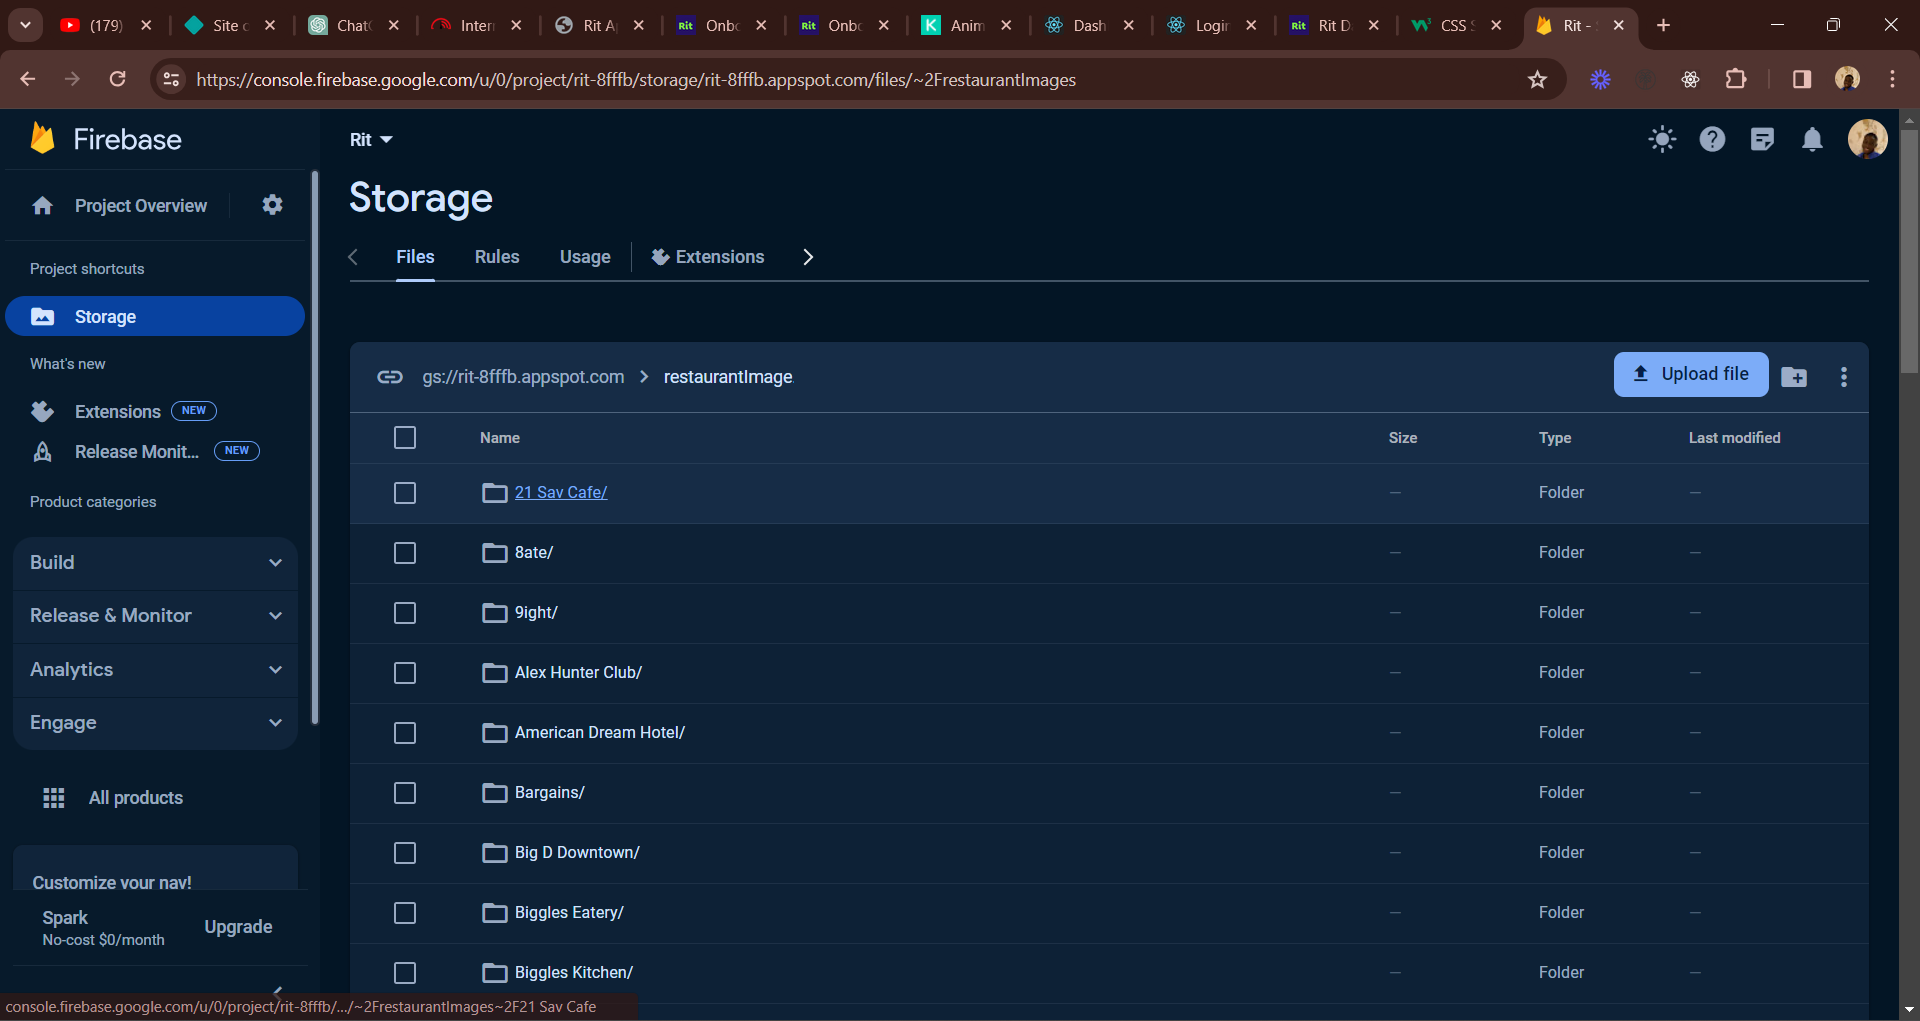 (179)
Site c
Chat
Inter
Rit A
Rit Onbo
Rit Onbo
K Anim
Dash
Login
Rit Rit D
CSS S
Rit -
https://console.firebase.google.com/u/0/project/rit-8fffb/storage/rit-8fffb.appspot.com/files/~2FrestaurantImages
Firebase
Rit
Project Overview
Storage
Files Rules Usage Extensions
Project shortcuts
Storage
What's new
Extensions NEW
Release Monit... NEW
Product categories
Build
Release & Monitor
Analytics
Engage
All products
Customize your nav!
Spark
No-cost $0/month
Upgrade
gs://rit-8fffb.appspot.com > restaurantImage
Upload file
Name Size Type Last modified
21 Sav Cafe/ — Folder —
8ate/ — Folder —
9ight/ — Folder —
Alex Hunter Club/ — Folder —
American Dream Hotel/ — Folder —
Bargains/ — Folder —
Big D Downtown/ — Folder —
Biggles Eatery/ — Folder —
Biggles Kitchen/ — Folder —
console.firebase.google.com/u/0/project/rit-8fffb/.../~2FrestaurantImages~2F21 Sav Cafe